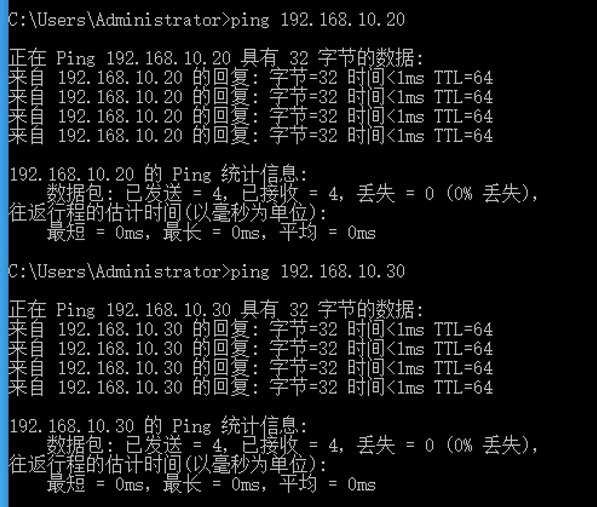 C:\Users\Administrator>ping 192.168.10.20
正在 Ping 192.168.10.20 具有 32 字节的数据:
来自 192.168.10.20 的回复: 字节=32 时间<1ms TTL=64
来自 192.168.10.20 的回复: 字节=32 时间<1ms TTL=64
来自 192.168.10.20 的回复: 字节=32 时间<1ms TTL=64
来自 192.168.10.20 的回复: 字节=32 时间<1ms TTL=64
192.168.10.20 的 Ping 统计信息:
数据包: 已发送 = 4, 已接收 = 4, 丢失 = 0 (0% 丢失),
往返行程的估计时间(以毫秒为单位):
最短 = 0ms, 最长 = 0ms, 平均 = 0ms
C:\Users\Administrator>ping 192.168.10.30
正在 Ping 192.168.10.30 具有 32 字节的数据:
来自 192.168.10.30 的回复: 字节=32 时间<1ms TTL=64
来自 192.168.10.30 的回复: 字节=32 时间<1ms TTL=64
来自 192.168.10.30 的回复: 字节=32 时间<1ms TTL=64
来自 192.168.10.30 的回复: 字节=32 时间<1ms TTL=64
192.168.10.30 的 Ping 统计信息:
数据包: 已发送 = 4, 已接收 = 4, 丢失 = 0 (0% 丢失),
往返行程的估计时间(以毫秒为单位):
最短 = 0ms, 最长 = 0ms, 平均 = 0ms